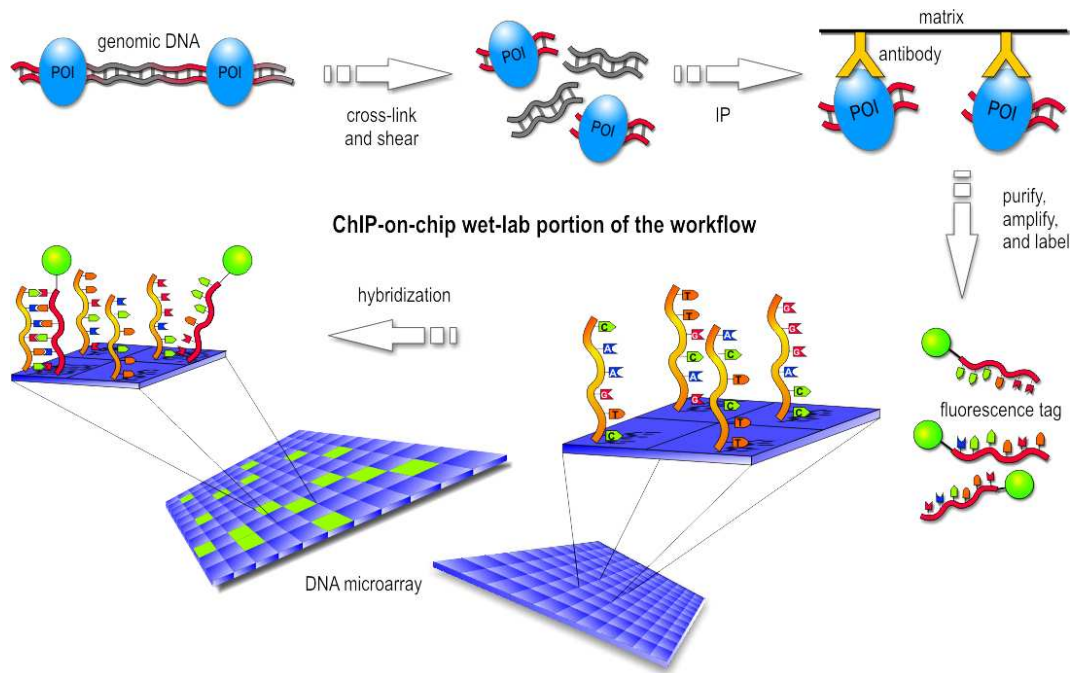 genomic DNA
POI
POI
cross-link
and shear
POI
POI
IP
matrix
antibody
POI
POI
purify,
amplify,
and label
ChIP-on-chip wet-lab portion of the workflow
hybridization
fluorescence tag
C
A
A
G
T
C
T
T
C
C
G
A
C
T
C
T
G
G
G
C
C
DNA microarray